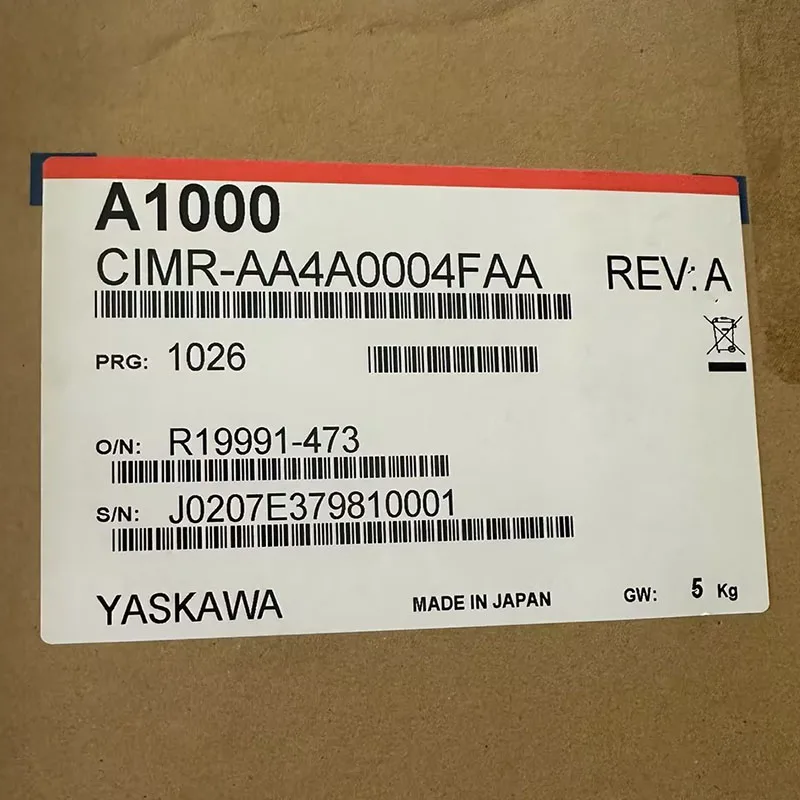 A1000
CIMR-AA4A0004FAA REV: A
PRG: 1026
O/N: R19991-473
S/N: J0207E379810001
YASKAWA MADE IN JAPAN GW: 5 Kg